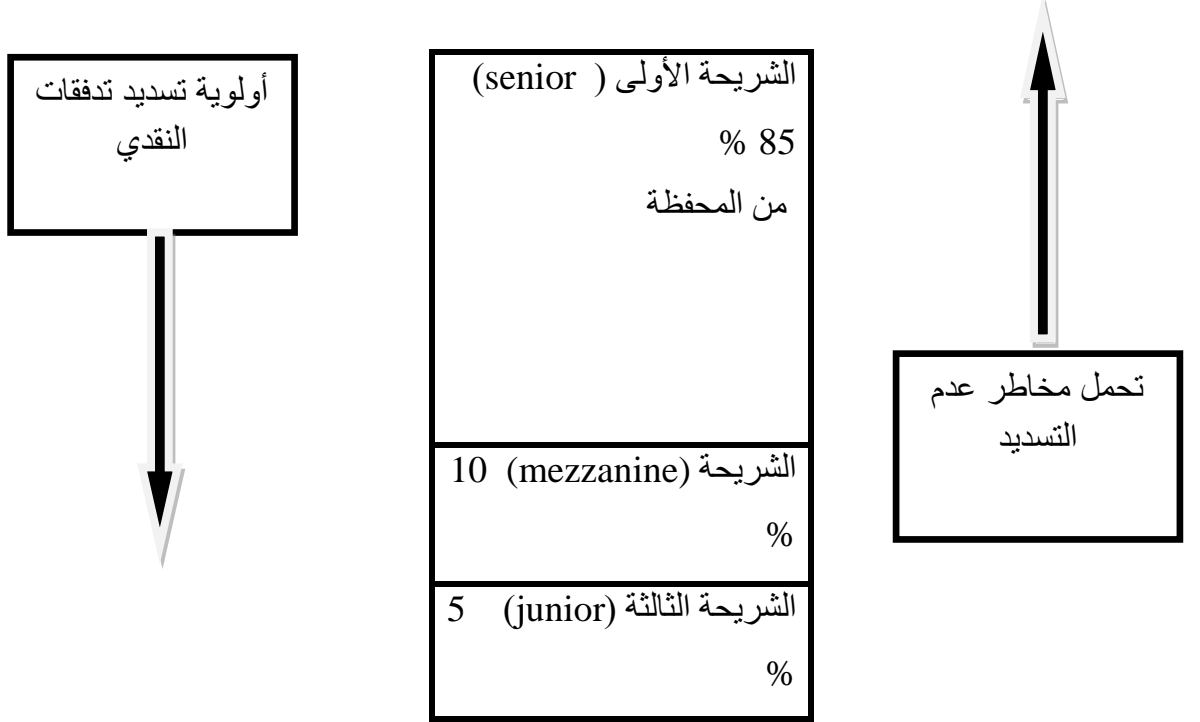 أولوية تسديد تدفقات
النقدي
الشريحة الأولى ( senior)
85 %
من المحفظة
الشريحة (mezzanine) 10
%
الشريحة الثالثة (junior) 5
%
تحمل مخاطر عدم
التسديد